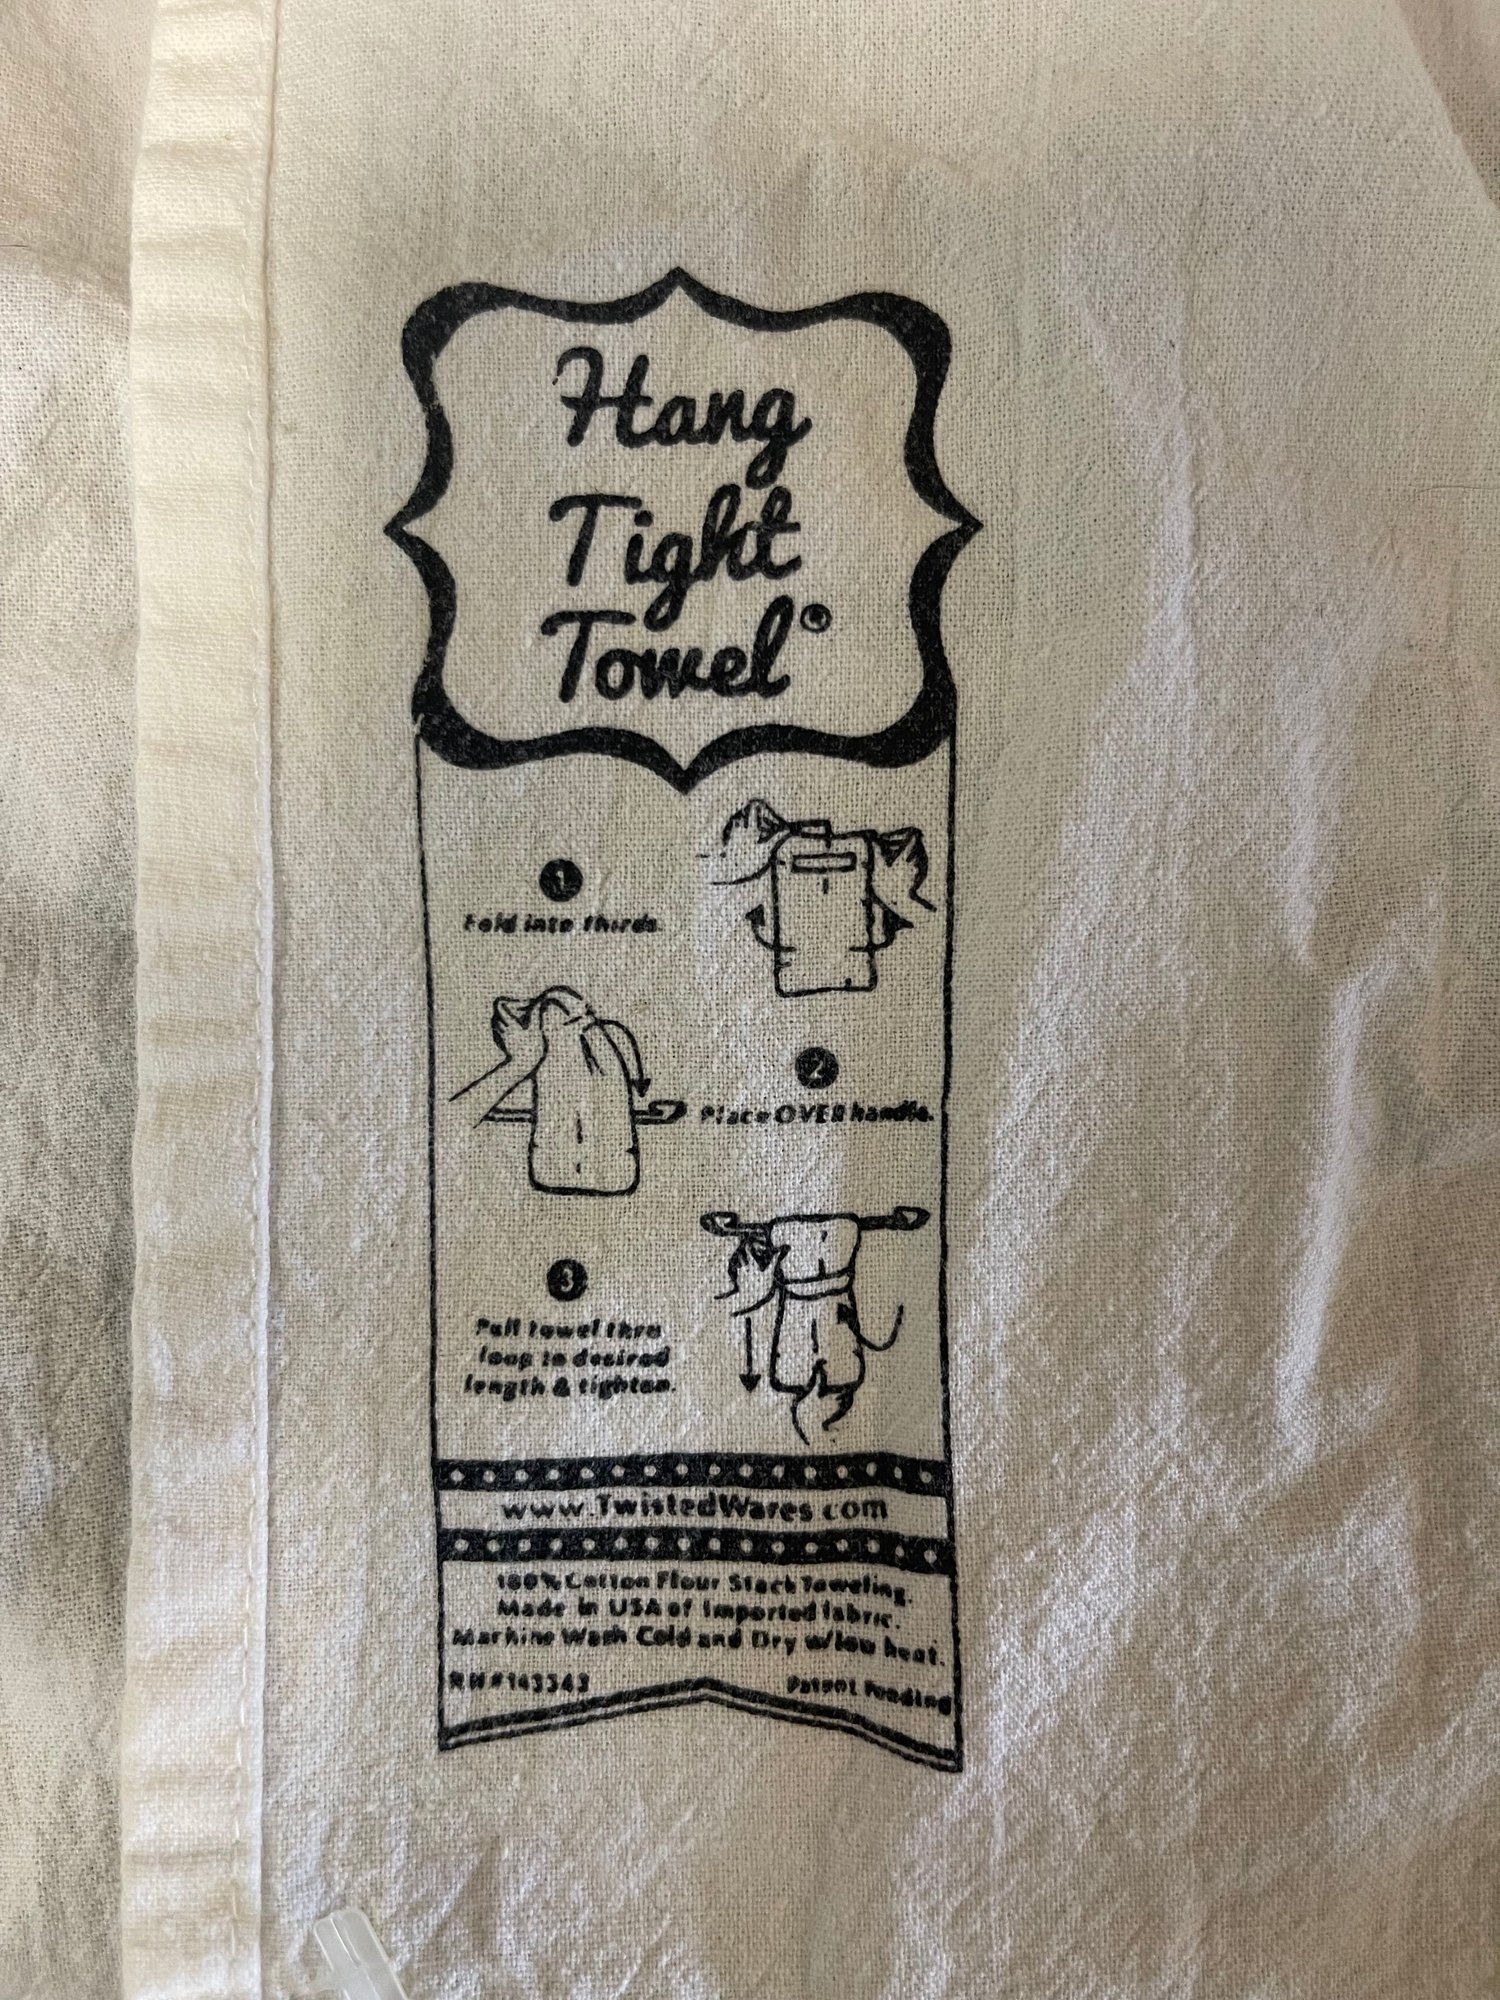 Hang
Tight
Towel®
1
Fold into thirds.
2
Place OVER handle.
3
Pull towel thru
loop to desired
length & tighten.
www.TwistedWares.com
100% Cotton Flour Stack Toweling.
Made in USA of Imported fabric.
Machine Wash Cold and Dry w/low heat.
RN#143343
Patent Pending